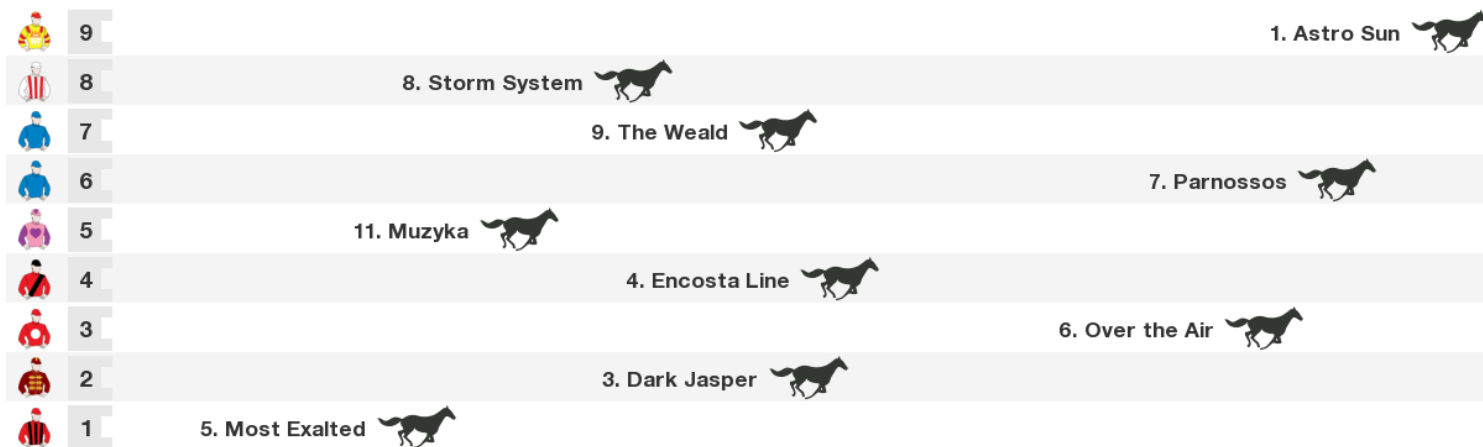 9 1. Astro Sun
8 8. Storm System
7 9. The Weald
6 7. Parnossos
5 11. Muzyka
4 4. Encosta Line
3 6. Over the Air
2 3. Dark Jasper
1 5. Most Exalted